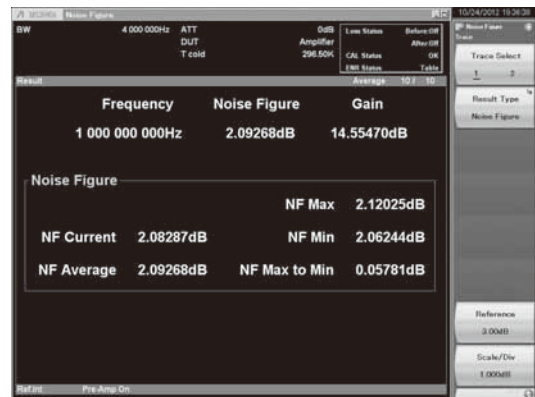 Noise Figure
10/24/2012 19:36:38
BW 4 000 000Hz ATT 0dB
DUT Amplifier
T cold 296.50K
Loss Status Before:Off
After:Off
CAL Status OK
ENR Status Table
Result Average 10 / 10
Frequency Noise Figure Gain
1 000 000 000Hz 2.09268dB 14.55470dB
Noise Figure
NF Max 2.12025dB
NF Current 2.08287dB NF Min 2.06244dB
NF Average 2.09268dB NF Max to Min 0.05781dB
Ref.Int Pre-Amp On
Noise Figure
Trace
Trace Select
1 2
Result Type
Noise Figure
Reference
3.00dB
Scale/Div
1.000dB